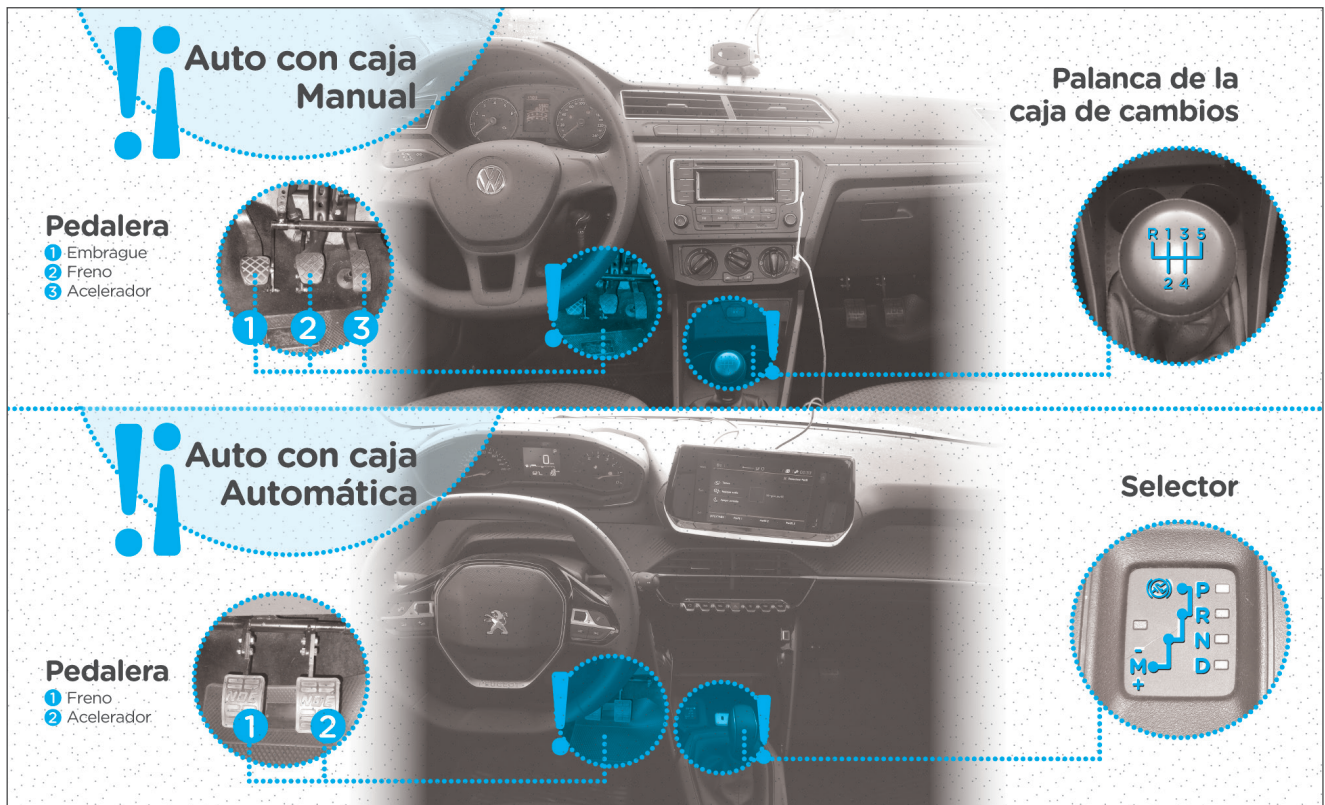 Auto con caja
Manual
Palanca de la
caja de cambios
Pedalera
1 Embrague
2 Freno
3 Acelerador
1 2 3
R 1 3 5
2 4
Auto con caja
Automática
Selector
Pedalera
1 Freno
2 Acelerador
1 2
P
R
N
- M +
D